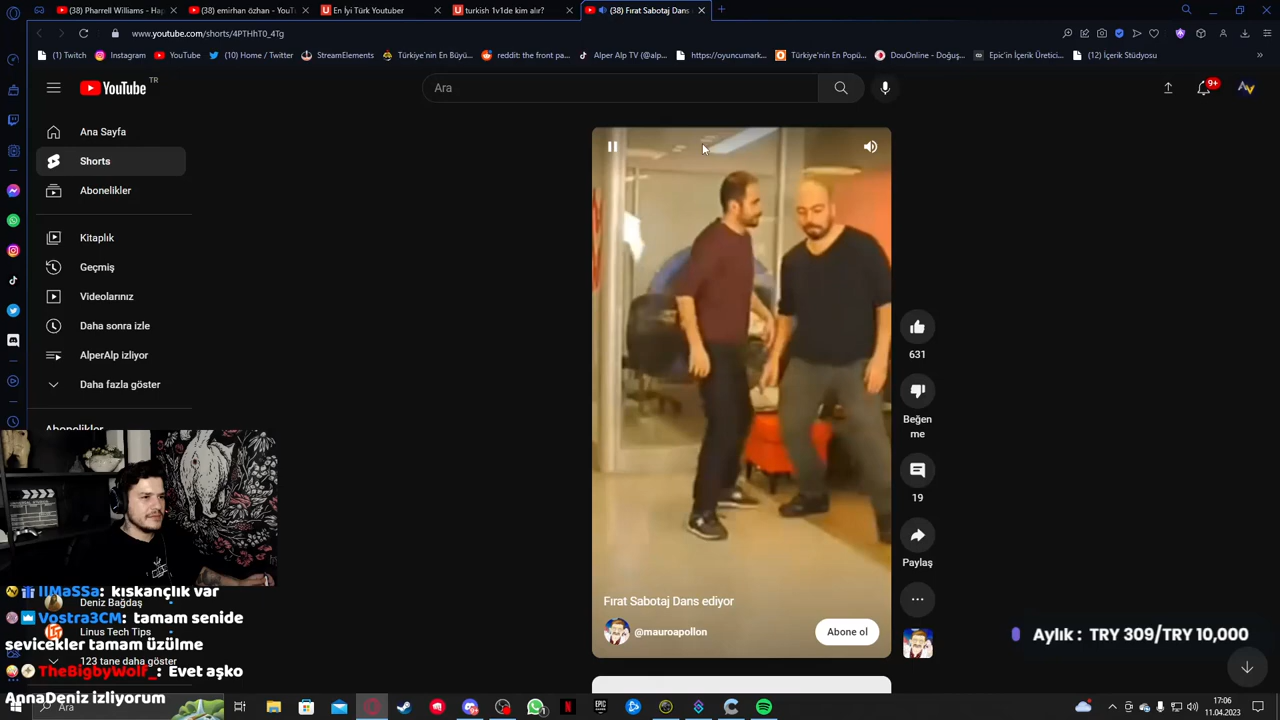 (38) Pharrell Williams - Hap
(38) emirhan özhan - YouTu
En İyi Türk Youtuber
turkish 1v1de kim alır?
(38) Fırat Sabotaj Dans
www.youtube.com/shorts/4PTHhT0_4Tg
(1) Twitch
Instagram
YouTube
(10) Home / Twitter
StreamElements
Türkiye'nin En Büyü...
reddit: the front pa...
Alper Alp TV (@alp...
https://oyuncumark...
Türkiye'nin En Popü...
DouOnline - Doğuş...
Epic'in İçerik Üretici...
(12) İçerik Stüdyosu
YouTube TR
Ara
9+
Ana Sayfa
Shorts
Abonelikler
Kitaplık
Geçmiş
Videolarınız
Daha sonra izle
AlperAlp izliyor
Daha fazla göster
Abonelikler
631
Beğen
me
19
Paylaş
Fırat Sabotaj Dans ediyor
@mauroapollon
Abone ol
IIMaSSa: kıskançlık var
Deniz Bağdaş
Vostra3CM: tamam senide
Linus Tech Tips
sevicekler tamam üzülme
123 tane daha göster
TheBigbyWolf_: Evet aşko
AnnaDeniz izliyorum
Aylık : TRY 309/TRY 10,000
Ara
17:06
11.04.2023